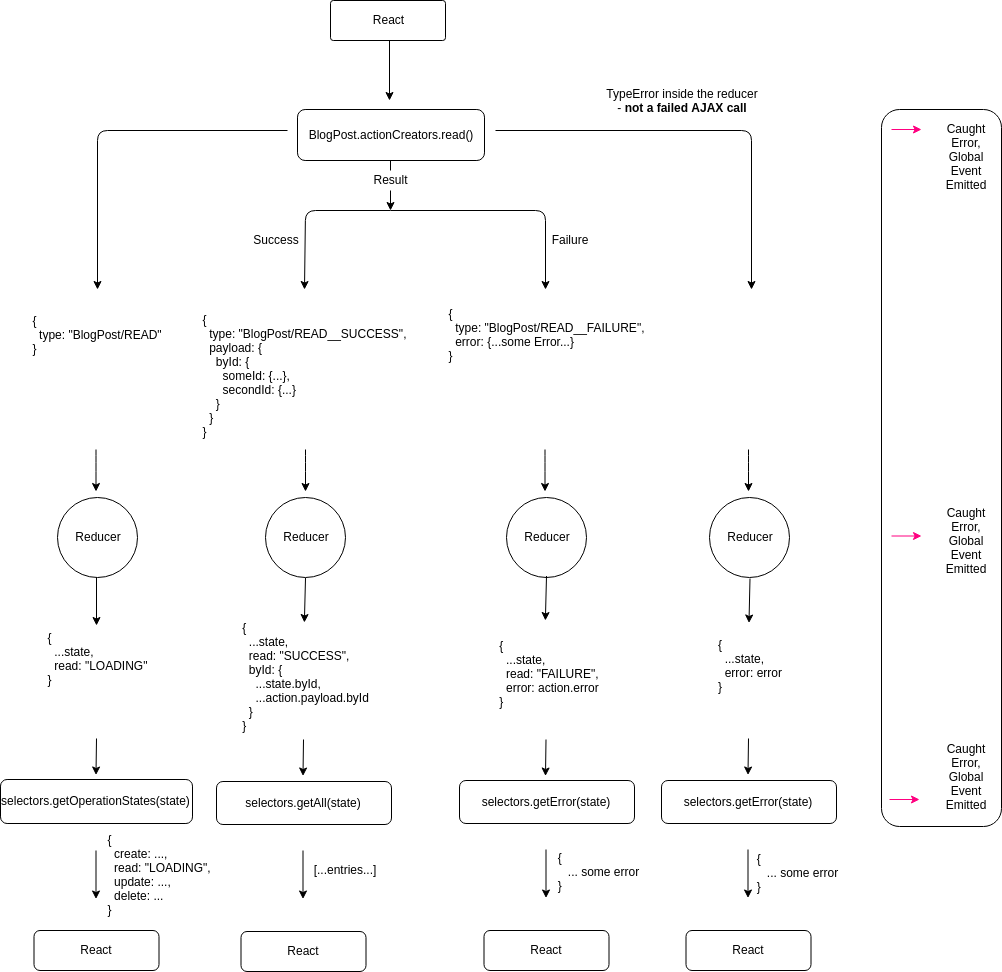 React
TypeError inside the reducer
- not a failed AJAX call
BlogPost.actionCreators.read()
Result
Success
Failure
{
type: "BlogPost/READ"
}
{
type: "BlogPost/READ__SUCCESS",
payload: {
byId: {
someId: {...},
secondId: {...}
}
}
}
{
type: "BlogPost/READ__FAILURE",
error: {...some Error...}
}
Reducer
Reducer
Reducer
Reducer
{
...state,
read: "LOADING"
}
{
...state,
read: "SUCCESS",
byId: {
...state.byId,
...action.payload.byId
}
}
{
...state,
read: "FAILURE",
error: action.error
}
{
...state,
error: error
}
selectors.getOperationStates(state)
selectors.getAll(state)
selectors.getError(state)
selectors.getError(state)
{
create: ...,
read: "LOADING",
update: ...,
delete: ...
}
[...entries...]
{
... some error
}
{
... some error
}
React
React
React
React
Caught
Error,
Global
Event
Emitted
Caught
Error,
Global
Event
Emitted
Caught
Error,
Global
Event
Emitted